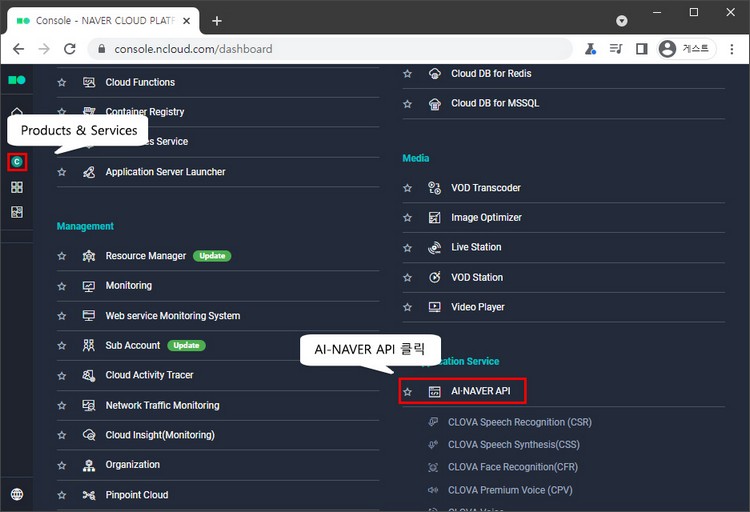 Console - NAVER CLOUD PLATF
console.ncloud.com/dashboard
게스트
Products & Services
C
Cloud Functions
Container Registry
es Service
Application Server Launcher
Management
Resource Manager Update
Monitoring
Web service Monitoring System
Sub Account Update
Cloud Activity Tracer
Network Traffic Monitoring
Cloud Insight(Monitoring)
Organization
Pinpoint Cloud
Cloud DB for Redis
Cloud DB for MSSQL
Media
VOD Transcoder
Image Optimizer
Live Station
VOD Station
Video Player
AI-NAVER API 클릭
ication Service
AI·NAVER API
CLOVA Speech Recognition (CSR)
CLOVA Speech Synthesis(CSS)
CLOVA Face Recognition(CFR)
CLOVA Premium Voice (CPV)
CLOVA Voice